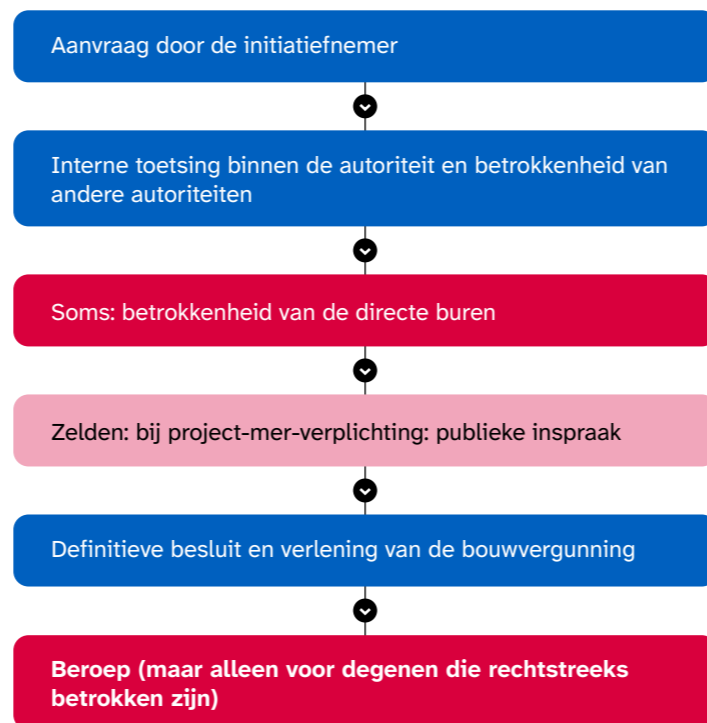 Aanvraag door de initiatiefnemer
Interne toetsing binnen de autoriteit en betrokkenheid van
andere autoriteiten
Soms: betrokkenheid van de directe buren
Zelden: bij project-mer-verplichting: publieke inspraak
Definitieve besluit en verlening van de bouwvergunning
Beroep (maar alleen voor degenen die rechtstreeks
betrokken zijn)